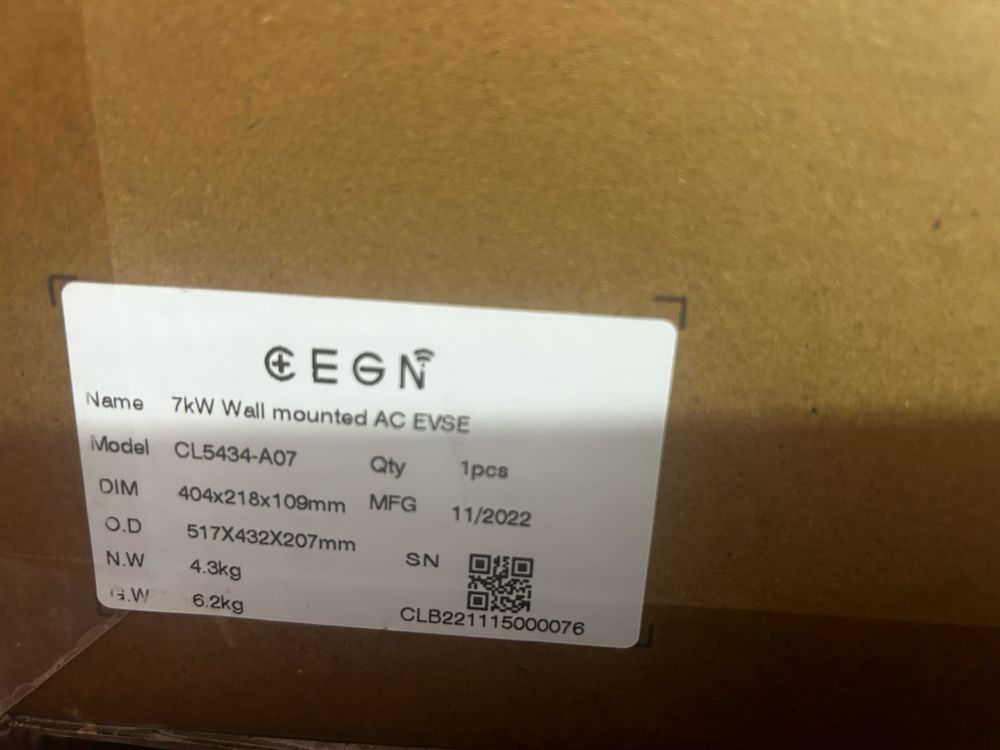 CEGN
Name 7kW Wall mounted AC EVSE
Model CL5434-A07 Qty 1pcs
DIM 404x218x109mm MFG 11/2022
O.D 517X432X207mm
N.W 4.3kg SN
G.W 6.2kg CLB221115000076